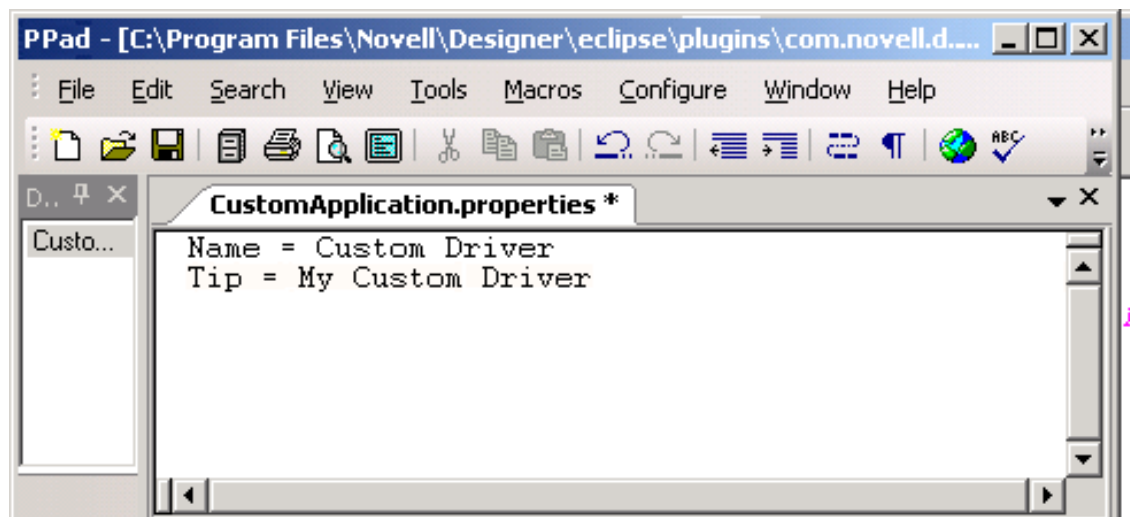 PPad - [C:\Program Files\Novell\Designer\eclipse\plugins\com.novell.d.....
File Edit Search View Tools Macros Configure Window Help
ABC
D.. CustomApplication.properties *
Custo...
Name = Custom Driver
Tip = My Custom Driver